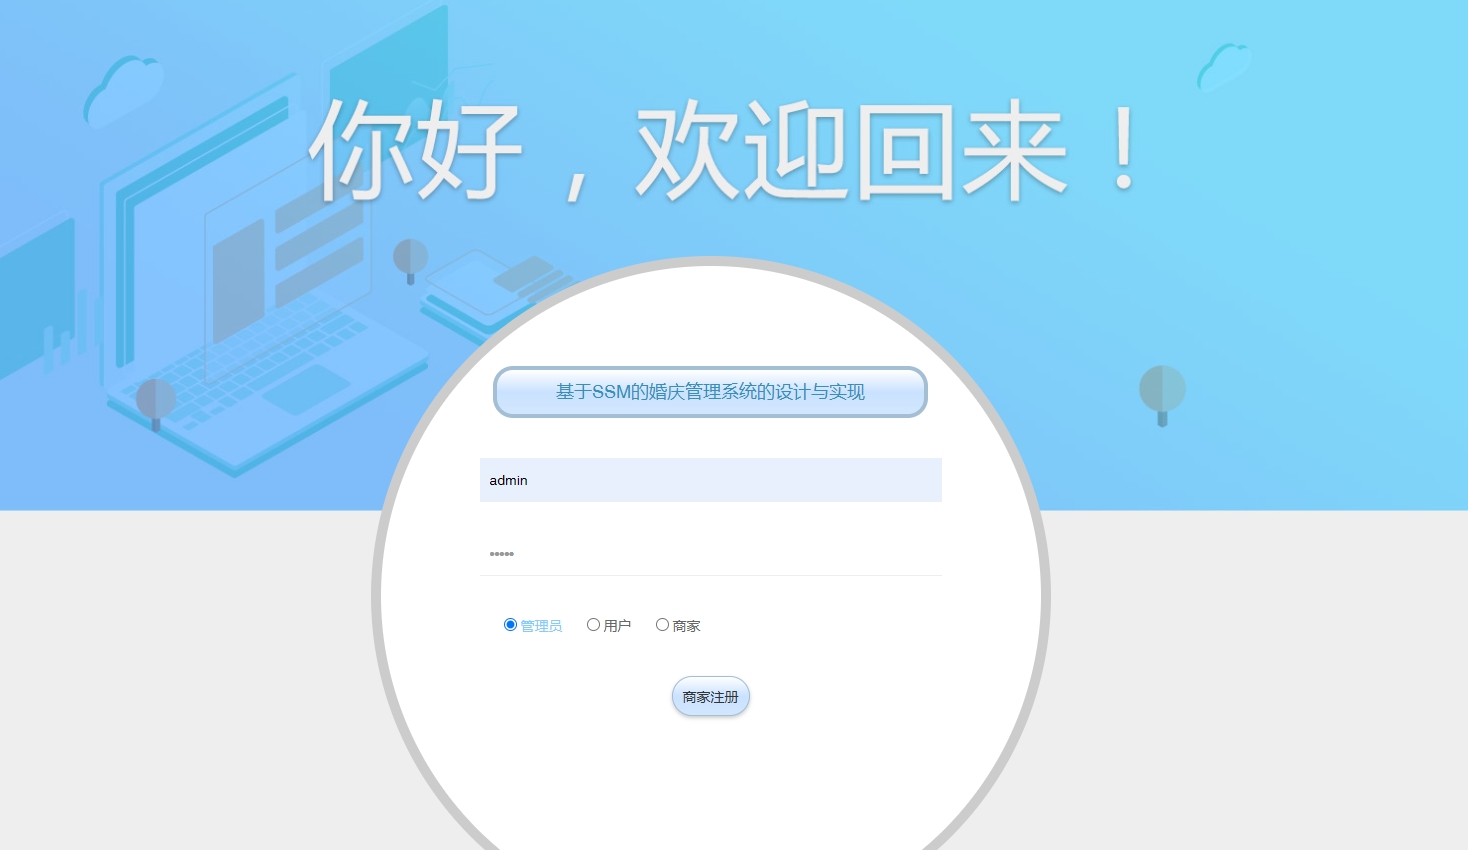 你好，欢迎回来！
基于SSM的婚庆管理系统的设计与实现
admin
•••••
管理员 用户 商家
商家注册